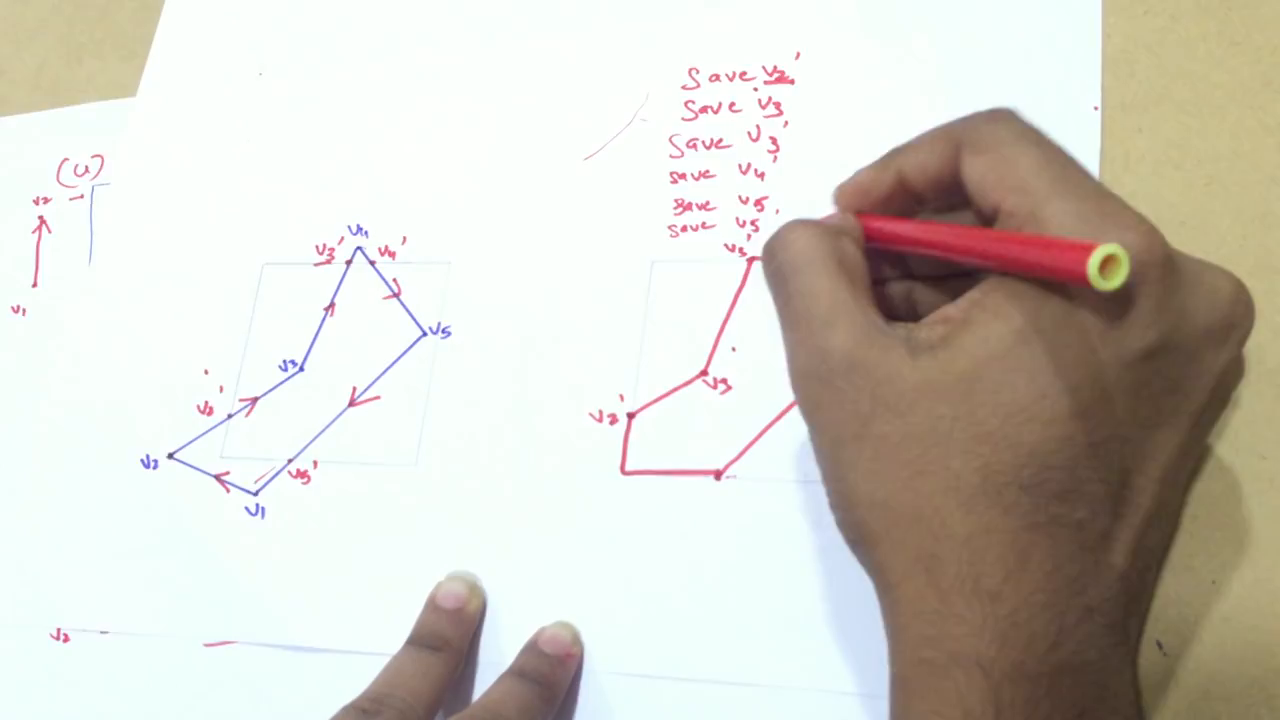 save v2'
save v3
save v3'
save v4'
save v5
save v5'
(4)
v2
v1
v4
v3'
v4'
v5
v3
v2'
v2
v5'
v1
v3'
v3
v2'
v2